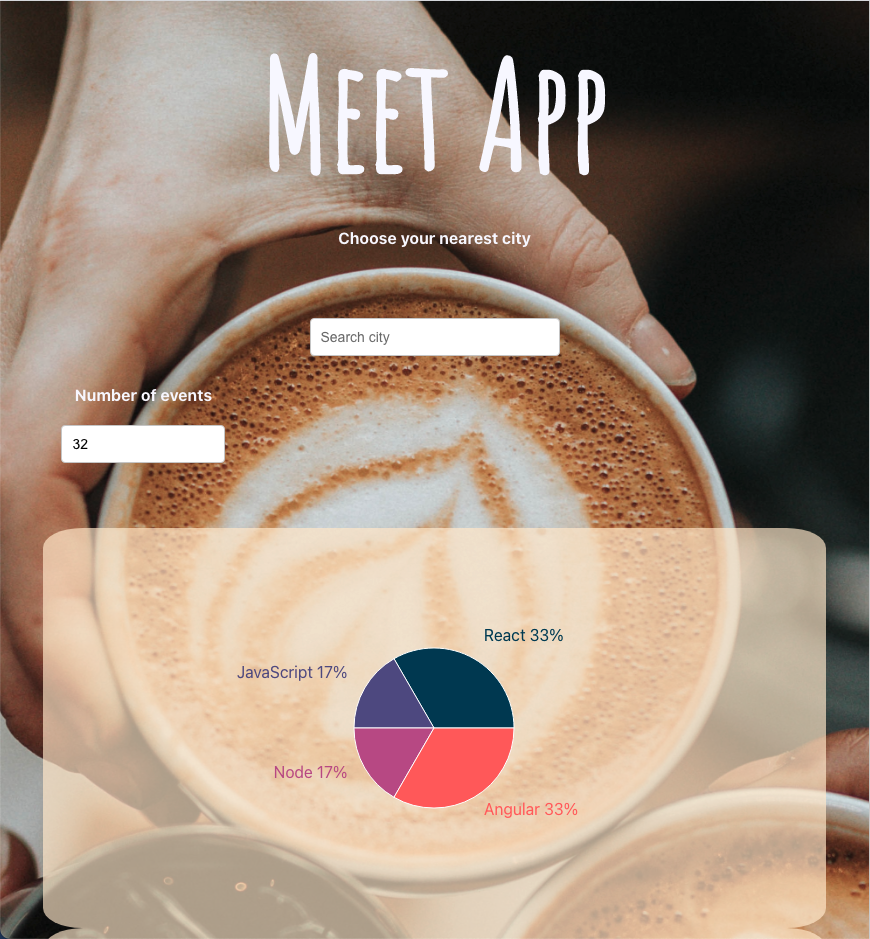 Meet App
Choose your nearest city
Search city
Number of events
32
React 33%
JavaScript 17%
Node 17%
Angular 33%